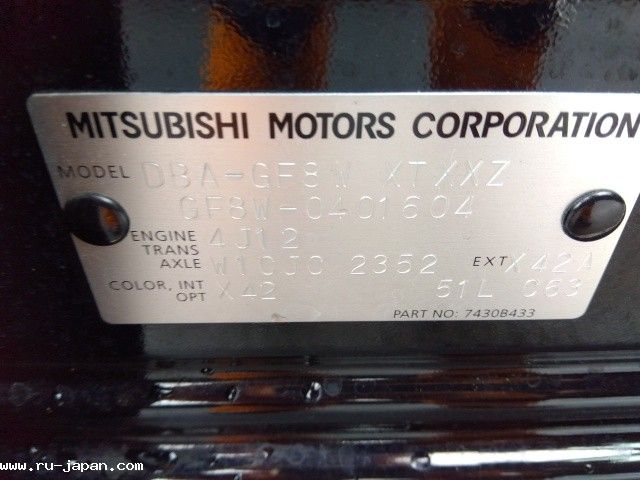 MITSUBISHI MOTORS CORPORATION
MODEL DBA-GF8W XTXXZ
GF8W-0401604
ENGINE 4J12
TRANS
AXLE W1CJC 2352 EXT X42A
COLOR, INT
OPT X42 51L C63
PART NO: 7430B433
www.ru-japan.com